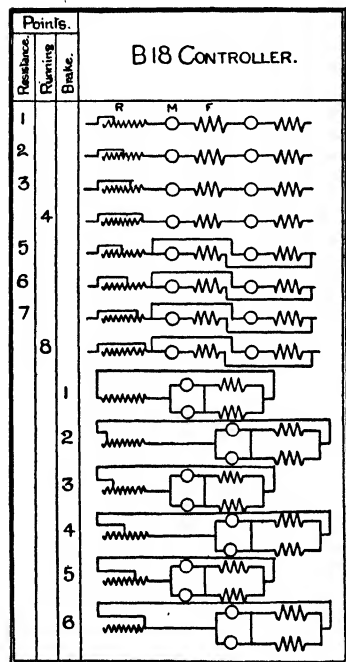 Points.
Resistance.
Running
Brake.
B18 CONTROLLER.
R M F
1
2
3
4
5
6
7
8
1
2
3
4
5
6